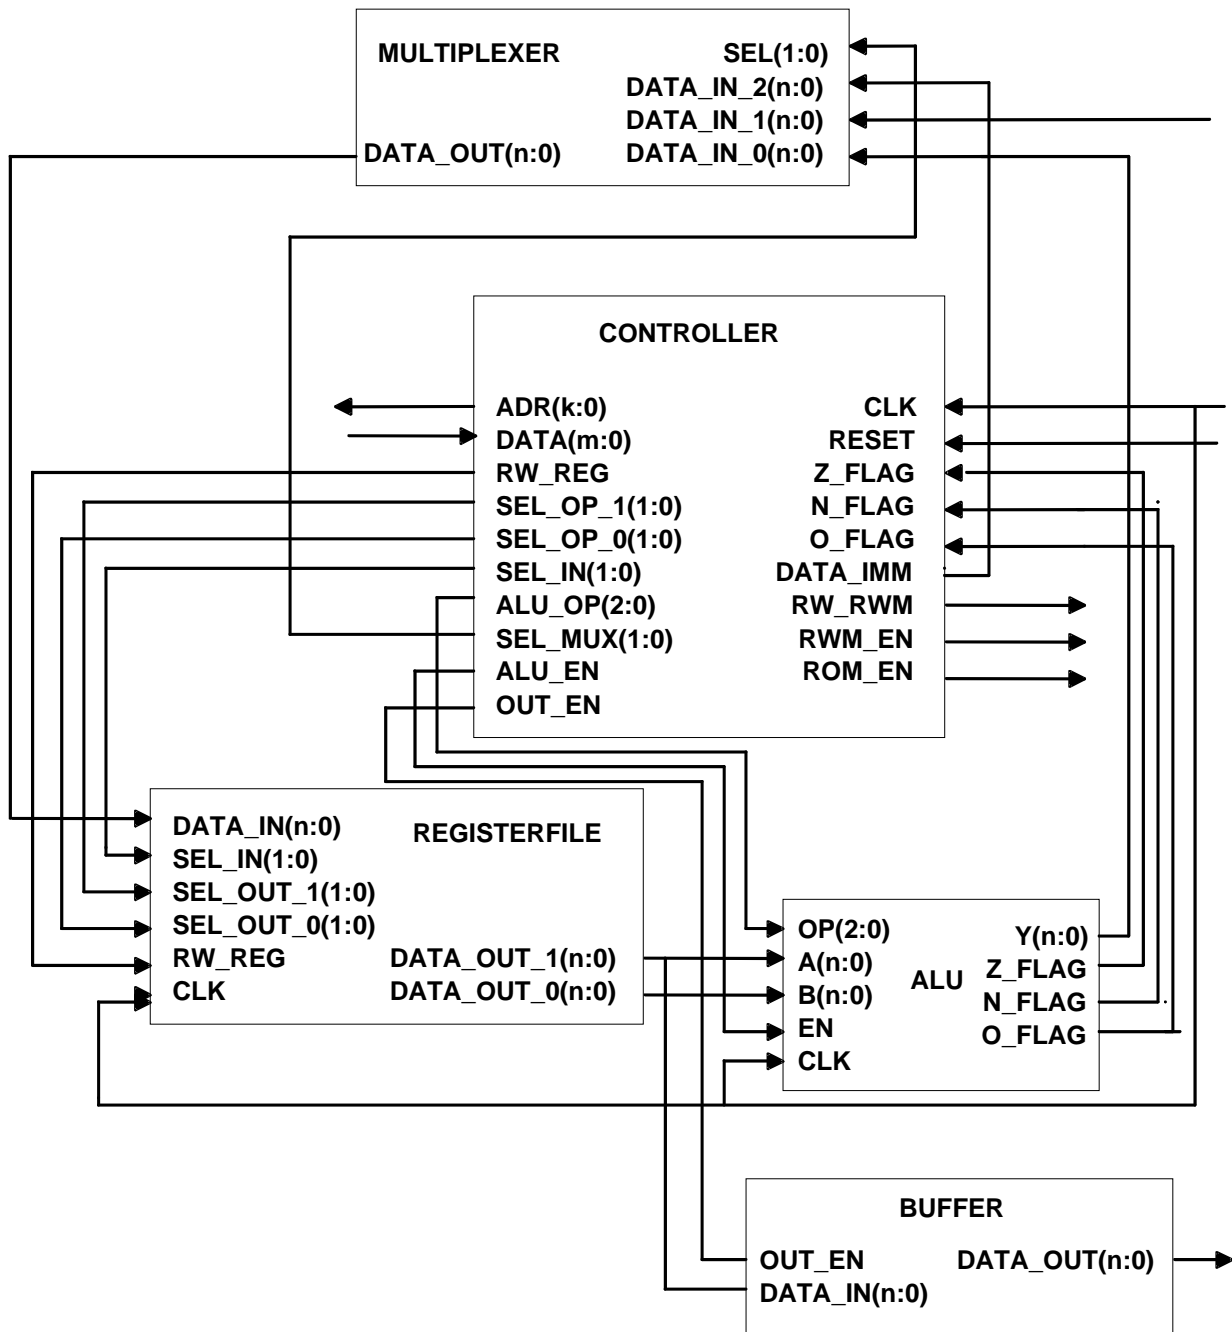 MULTIPLEXER
SEL(1:0)
DATA_IN_2(n:0)
DATA_IN_1(n:0)
DATA_OUT(n:0)
DATA_IN_0(n:0)
CONTROLLER
ADR(k:0)
DATA(m:0)
RW_REG
SEL_OP_1(1:0)
SEL_OP_0(1:0)
SEL_IN(1:0)
ALU_OP(2:0)
SEL_MUX(1:0)
ALU_EN
OUT_EN
CLK
RESET
Z_FLAG
N_FLAG
O_FLAG
DATA_IMM
RW_RWM
RWM_EN
ROM_EN
REGISTERFILE
DATA_IN(n:0)
SEL_IN(1:0)
SEL_OUT_1(1:0)
SEL_OUT_0(1:0)
RW_REG
CLK
DATA_OUT_1(n:0)
DATA_OUT_0(n:0)
OP(2:0)
A(n:0)
B(n:0)
EN
CLK
ALU
Y(n:0)
Z_FLAG
N_FLAG
O_FLAG
BUFFER
OUT_EN
DATA_IN(n:0)
DATA_OUT(n:0)